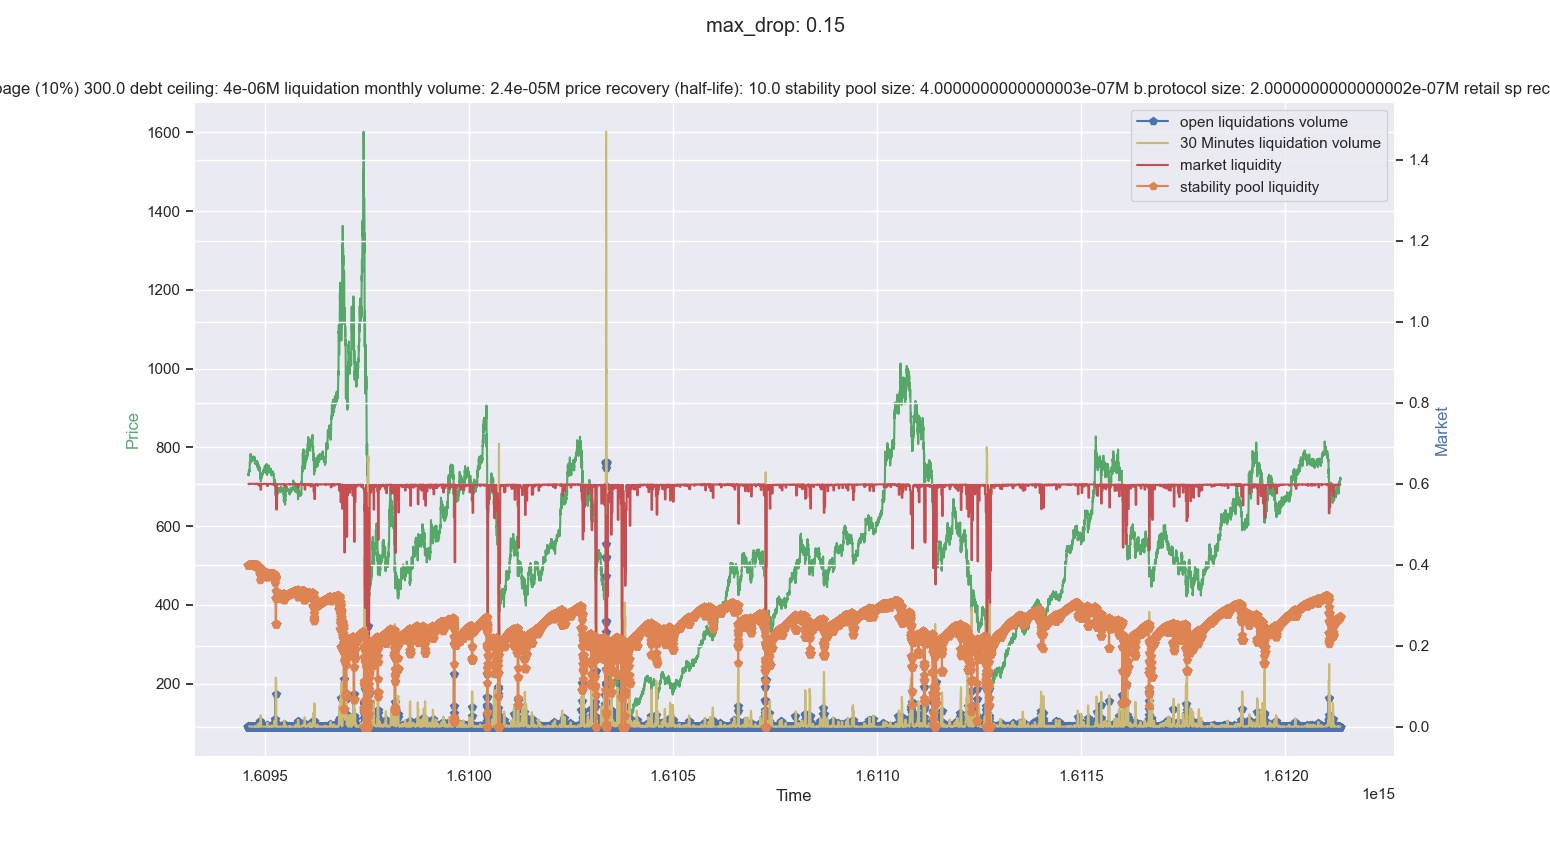 max_drop: 0.15
page (10%) 300.0 debt ceiling: 4e-06M liquidation monthly volume: 2.4e-05M price recovery (half-life): 10.0 stability pool size: 4.0000000000000003e-07M b.protocol size: 2.0000000000000002e-07M retail sp rec
open liquidations volume
30 Minutes liquidation volume
market liquidity
stability pool liquidity
1600
1400
1200
1000
800
600
400
200
Price
1.4
1.2
1.0
0.8
0.6
0.4
0.2
0.0
Market
1.6095 1.6100 1.6105 1.6110 1.6115 1.6120
Time
1e15